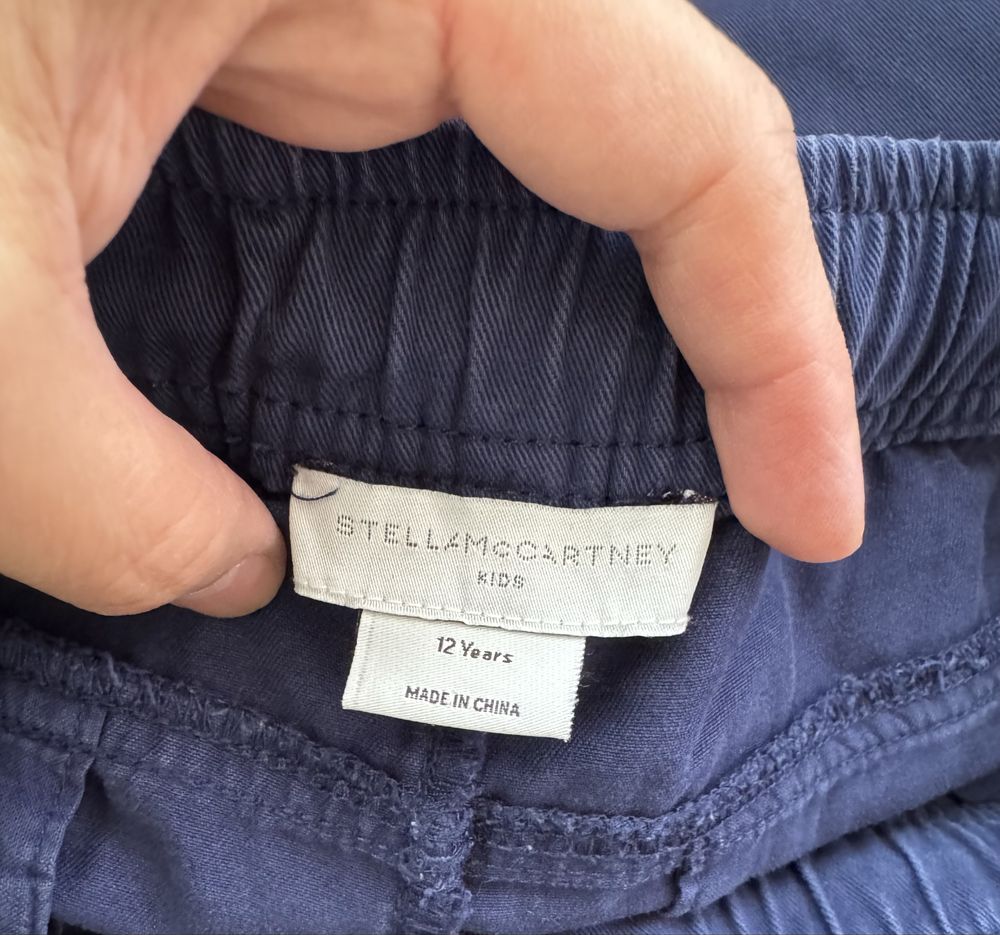 STELLAMcCARTNEY
KIDS
12 Years
MADE IN CHINA